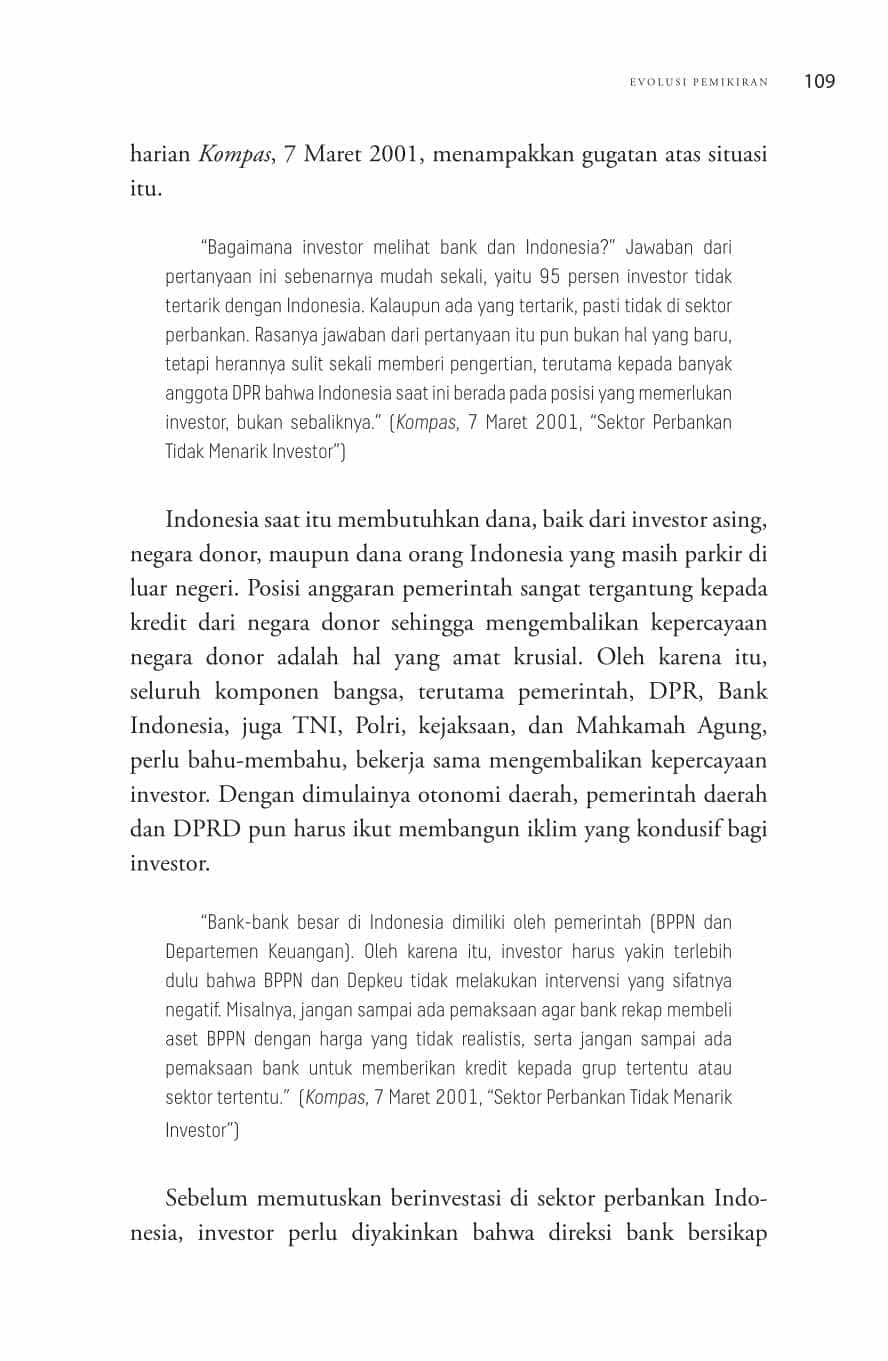 EVOLUSI PEMIKIRAN 109
harian Kompas, 7 Maret 2001, menampakkan gugatan atas situasi
itu.
“Bagaimana investor melihat bank dan Indonesia?” Jawaban dari
pertanyaan ini sebenarnya mudah sekali, yaitu 95 persen investor tidak
tertarik dengan Indonesia. Kalaupun ada yang tertarik, pasti tidak di sektor
perbankan. Rasanya jawaban dari pertanyaan itu pun bukan hal yang baru,
tetapi herannya sulit sekali memberi pengertian, terutama kepada banyak
anggota DPR bahwa Indonesia saat ini berada pada posisi yang memerlukan
investor, bukan sebaliknya.” (Kompas, 7 Maret 2001, “Sektor Perbankan
Tidak Menarik Investor”)
Indonesia saat itu membutuhkan dana, baik dari investor asing,
negara donor, maupun dana orang Indonesia yang masih parkir di
luar negeri. Posisi anggaran pemerintah sangat tergantung kepada
kredit dari negara donor sehingga mengembalikan kepercayaan
negara donor adalah hal yang amat krusial. Oleh karena itu,
seluruh komponen bangsa, terutama pemerintah, DPR, Bank
Indonesia, juga TNI, Polri, kejaksaan, dan Mahkamah Agung,
perlu bahu-membahu, bekerja sama mengembalikan kepercayaan
investor. Dengan dimulainya otonomi daerah, pemerintah daerah
dan DPRD pun harus ikut membangun iklim yang kondusif bagi
investor.
“Bank-bank besar di Indonesia dimiliki oleh pemerintah (BPPN dan
Departemen Keuangan). Oleh karena itu, investor harus yakin terlebih
dulu bahwa BPPN dan Depkeu tidak melakukan intervensi yang sifatnya
negatif. Misalnya, jangan sampai ada pemaksaan agar bank rekap membeli
aset BPPN dengan harga yang tidak realistis, serta jangan sampai ada
pemaksaan bank untuk memberikan kredit kepada grup tertentu atau
sektor tertentu.” (Kompas, 7 Maret 2001, “Sektor Perbankan Tidak Menarik
Investor”)
Sebelum memutuskan berinvestasi di sektor perbankan Indo-
nesia, investor perlu diyakinkan bahwa direksi bank bersikap